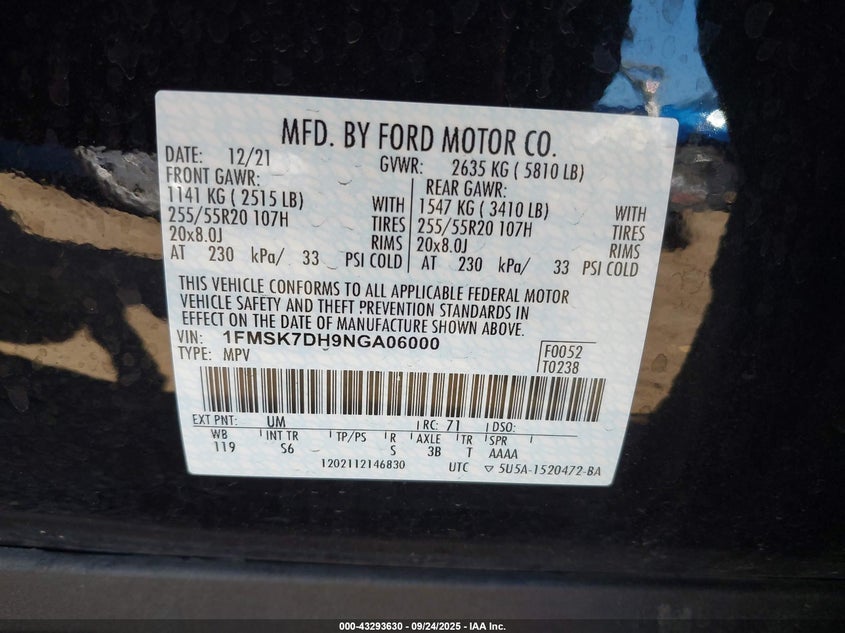 MFD. BY FORD MOTOR CO.
DATE: 12/21 GVWR: 2635 KG ( 5810 LB)
FRONT GAWR: REAR GAWR:
1141 KG ( 2515 LB) WITH 1547 KG ( 3410 LB) WITH
255/55R20 107H TIRES 255/55R20 107H TIRES
20x8.0J RIMS 20x8.0J RIMS
AT 230 kPa/ 33 PSI COLD AT 230 kPa/ 33 PSI COLD
THIS VEHICLE CONFORMS TO ALL APPLICABLE FEDERAL MOTOR
VEHICLE SAFETY AND THEFT PREVENTION STANDARDS IN
EFFECT ON THE DATE OF MANUFACTURE SHOWN ABOVE.
VIN: 1FMSK7DH9NGA06000 F0052
TYPE: MPV T0238
EXT PNT: UM RC: 71 DSO:
WB INT TR TP/PS R AXLE TR SPR
119 S6 S 3B T AAAA
1202112146830 UTC ▽ 5U5A-1520472-BA
000-43293630 - 09/24/2025 - IAA Inc.